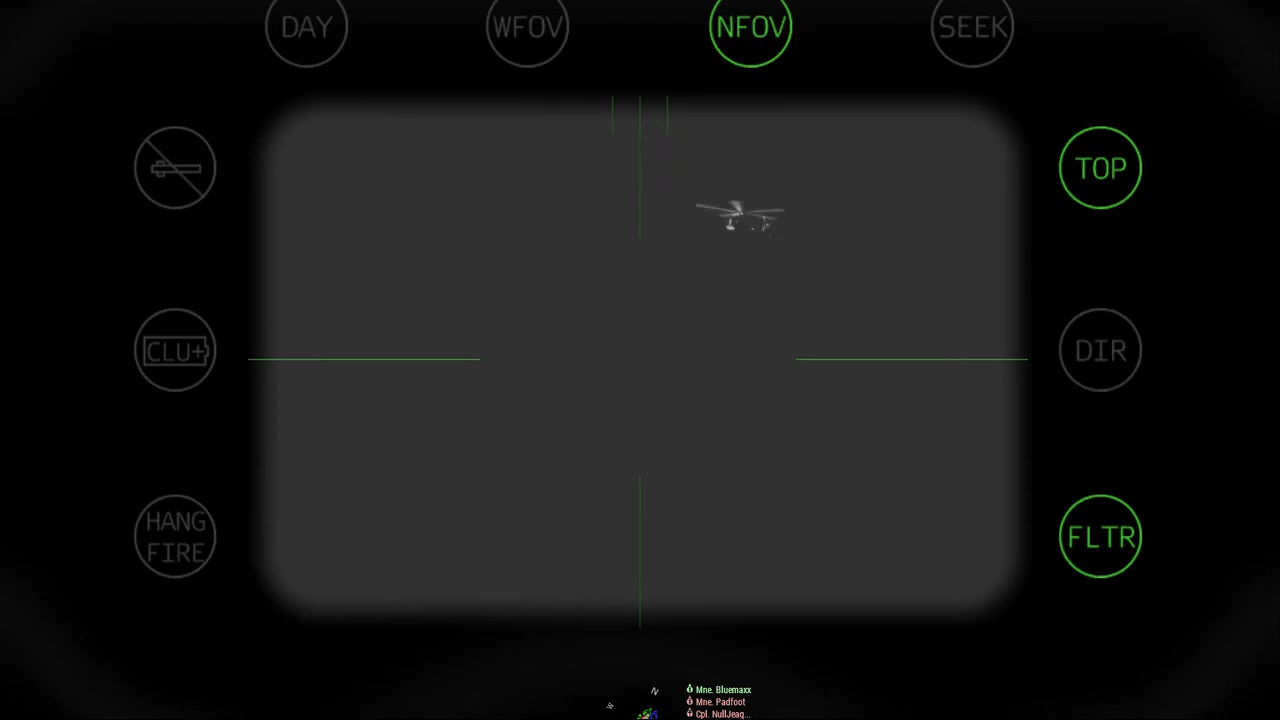 DAY
WFOV
NFOV
SEEK
TOP
CLU+
DIR
HANG
FIRE
FLTR
N
Mne. Bluemaxx
Mne. Padfoot
Cpl. NullJeaq...